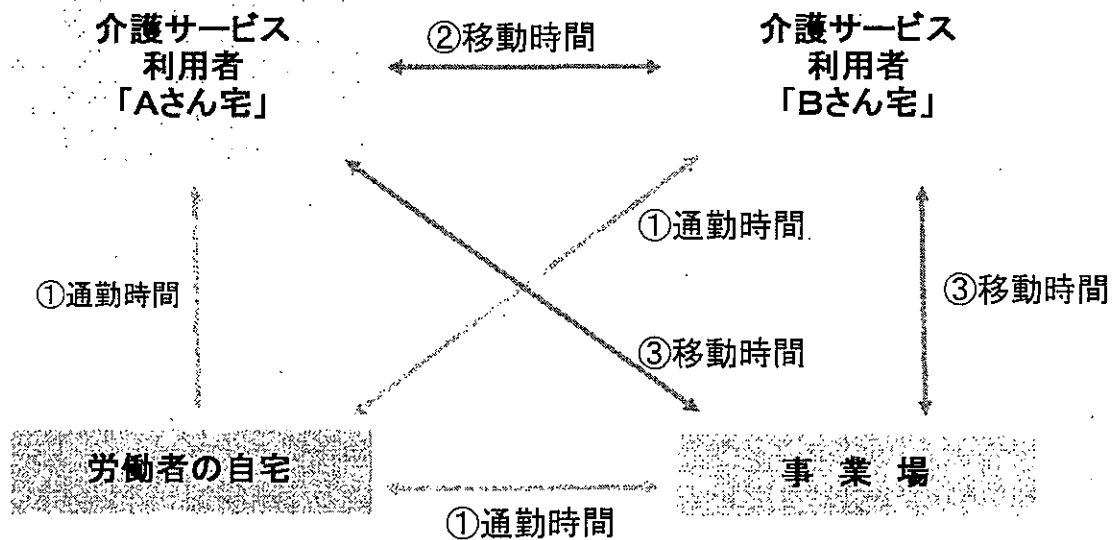 介護サービス
利用者
「Aさん宅」
②移動時間
介護サービス
利用者
「Bさん宅」
①通勤時間
①通勤時間
③移動時間
③移動時間
労働者の自宅
事業場
①通勤時間